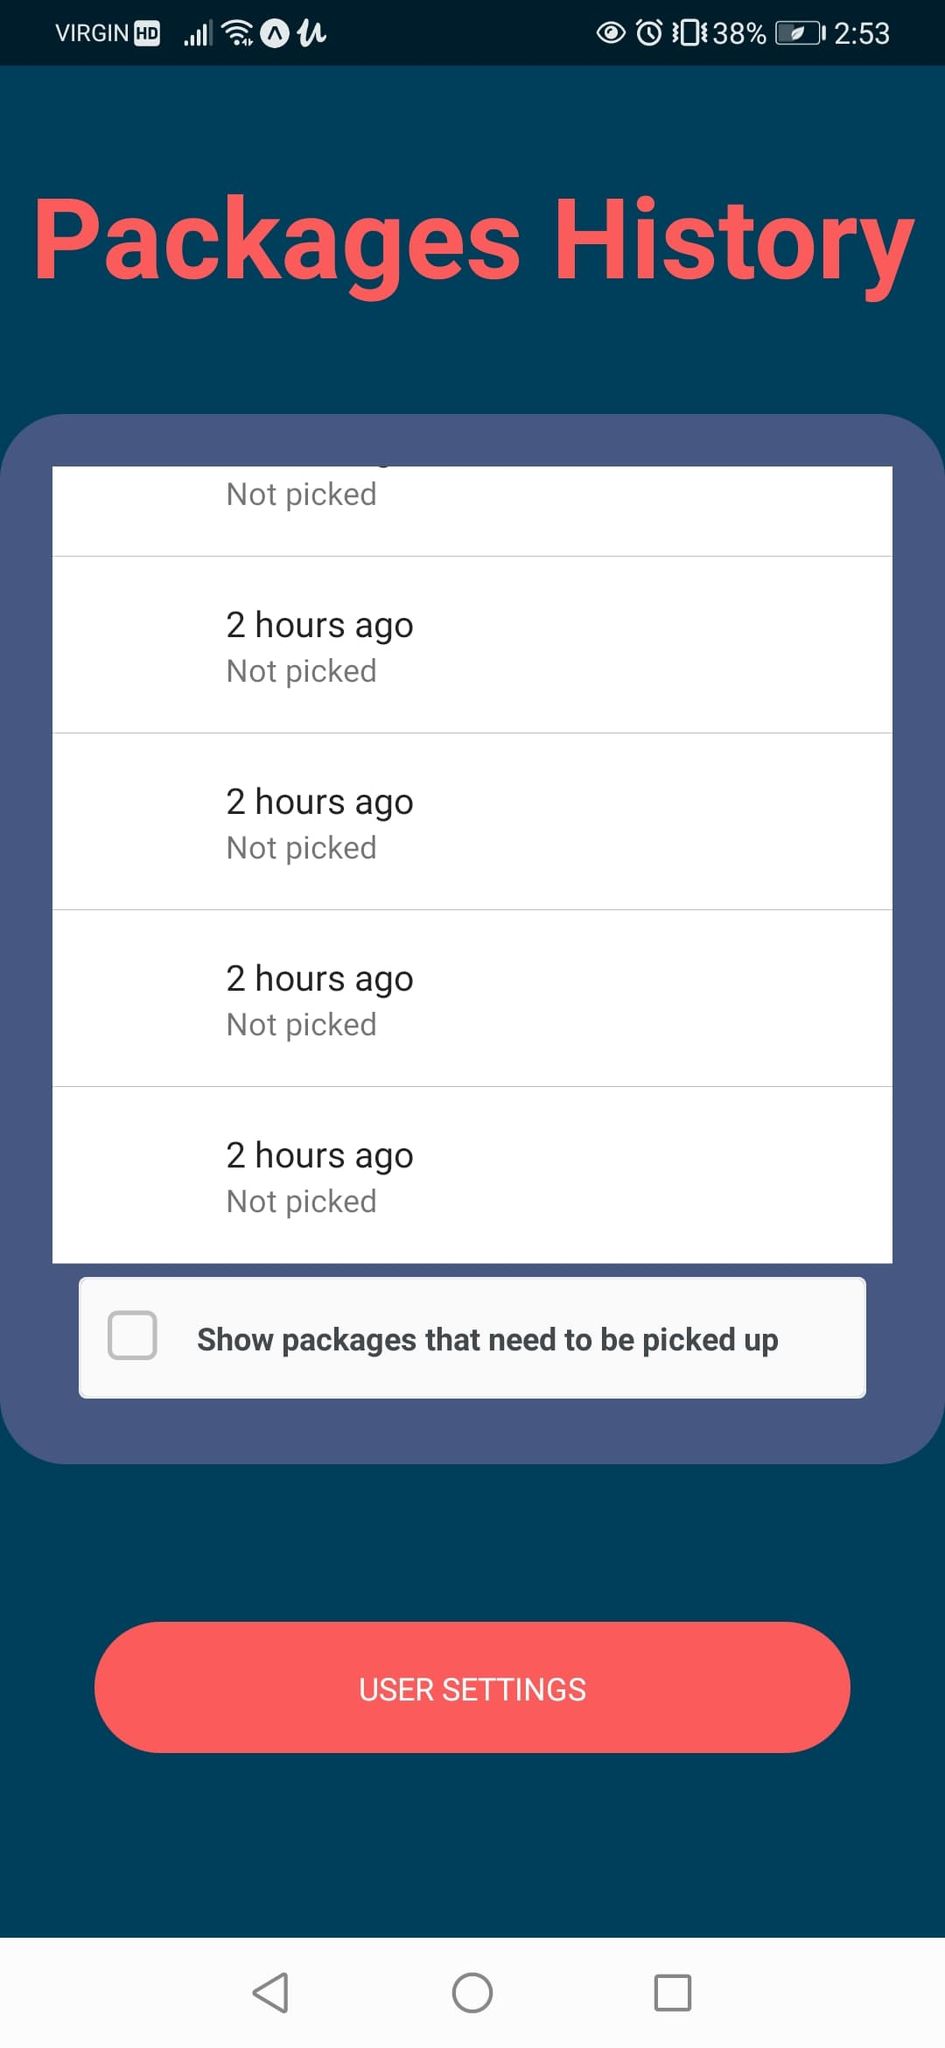 VIRGIN HD 38% 2:53
Packages History
Not picked
2 hours ago
Not picked
2 hours ago
Not picked
2 hours ago
Not picked
2 hours ago
Not picked
Show packages that need to be picked up
USER SETTINGS